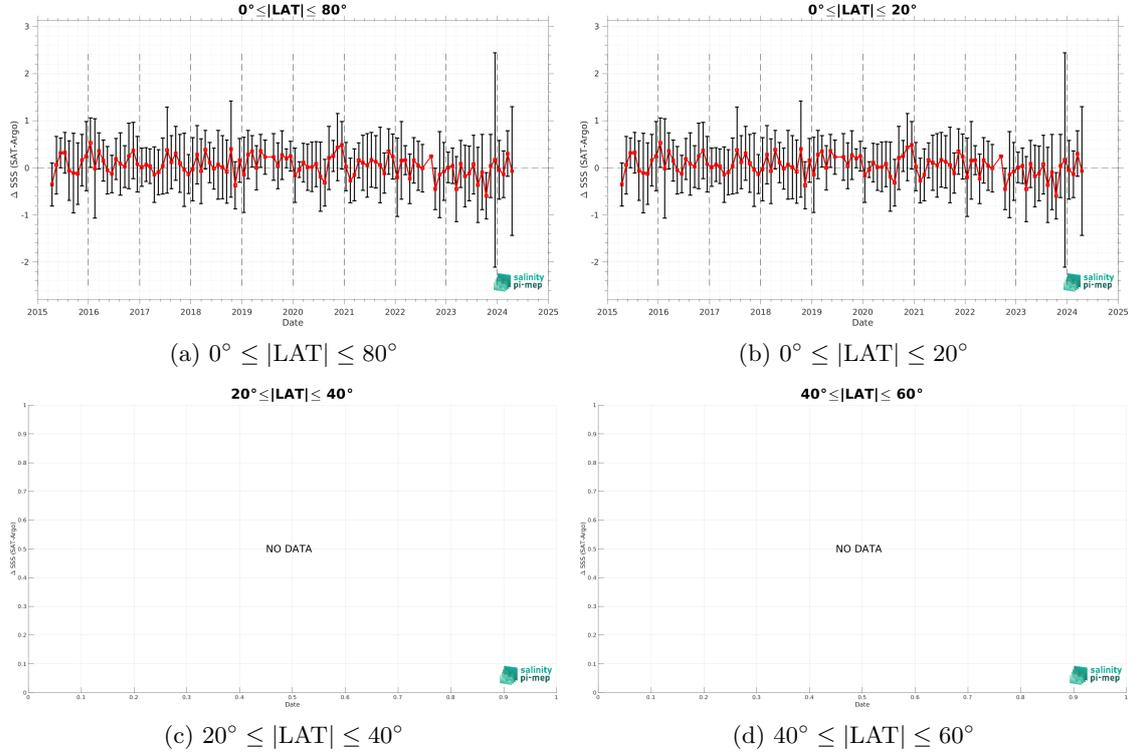 0°≤|LAT|≤ 80°
3
2
1
0
-1
-2
Δ SSS (SAT-Argo)
2015 2016 2017 2018 2019 2020 2021 2022 2023 2024 2025
Date
salinity
pi-mep
(a) 0° ≤ |LAT| ≤ 80°
0°≤|LAT|≤ 20°
3
2
1
0
-1
-2
Δ SSS (SAT-Argo)
2015 2016 2017 2018 2019 2020 2021 2022 2023 2024 2025
Date
salinity
pi-mep
(b) 0° ≤ |LAT| ≤ 20°
20°≤|LAT|≤ 40°
1
0.9
0.8
0.7
0.6
0.5
0.4
0.3
0.2
0.1
0
Δ SSS (SAT-Argo)
NO DATA
0 0.1 0.2 0.3 0.4 0.5 0.6 0.7 0.8 0.9 1
Date
salinity
pi-mep
(c) 20° ≤ |LAT| ≤ 40°
40°≤|LAT|≤ 60°
1
0.9
0.8
0.7
0.6
0.5
0.4
0.3
0.2
0.1
0
Δ SSS (SAT-Argo)
NO DATA
0 0.1 0.2 0.3 0.4 0.5 0.6 0.7 0.8 0.9 1
Date
salinity
pi-mep
(d) 40° ≤ |LAT| ≤ 60°